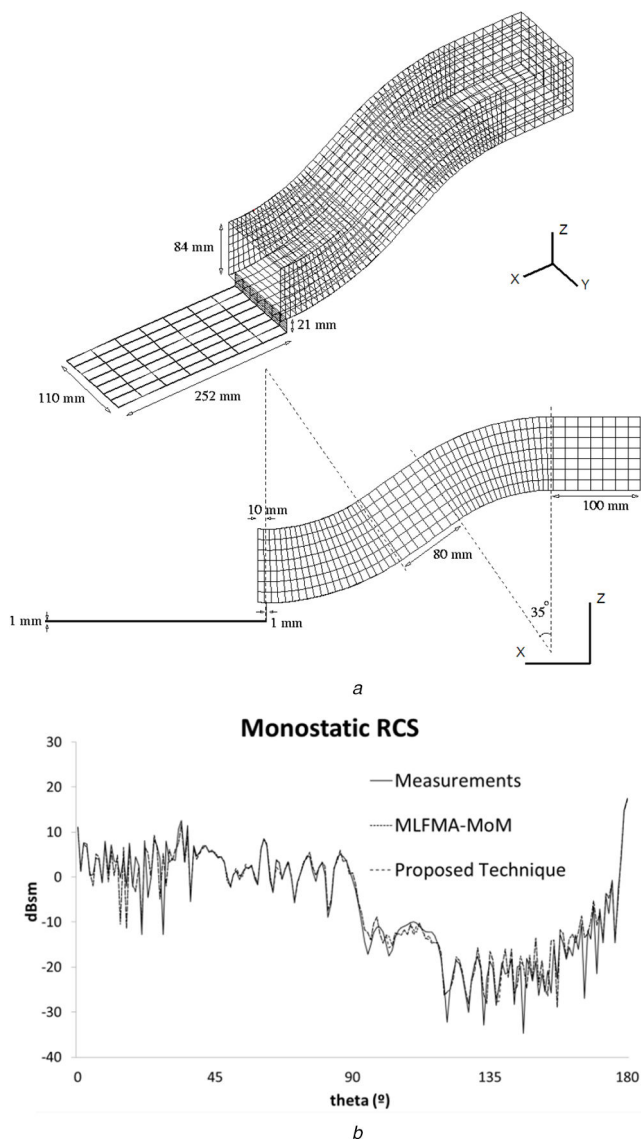 84 mm
Z
X
Y
21 mm
110 mm
252 mm
10 mm
100 mm
80 mm
1 mm
1 mm
35°
Z
X
a
Monostatic RCS
30
20
10
0
-10
-20
-30
-40
dBsm
Measurements
MLFMA-MoM
Proposed Technique
0
45
90
135
180
theta (º)
b